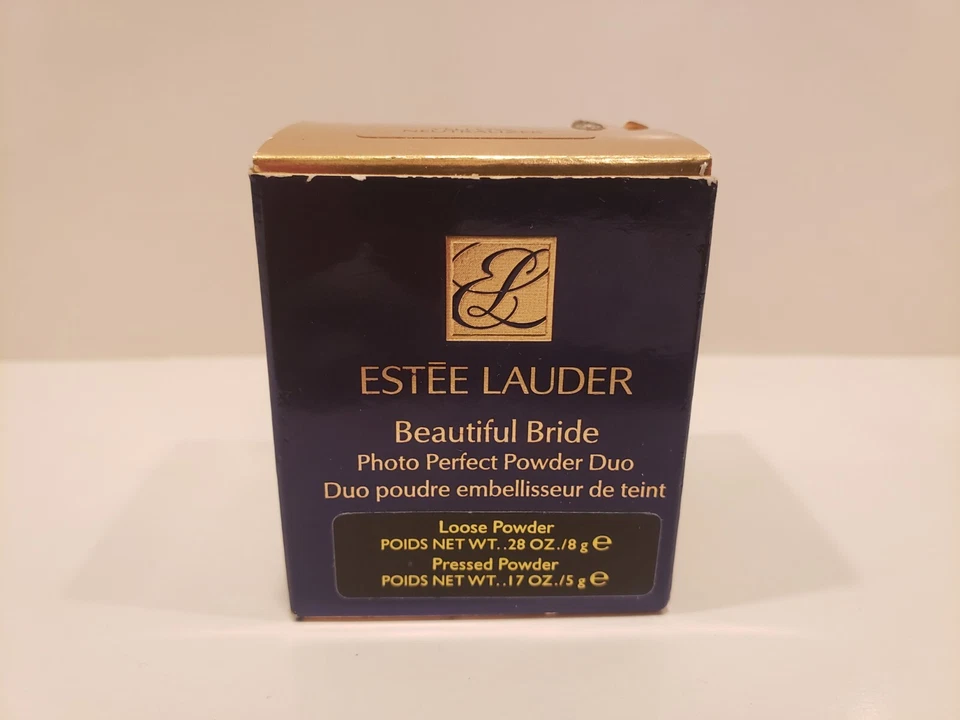 EL
ESTĒE LAUDER
Beautiful Bride
Photo Perfect Powder Duo
Duo poudre embellisseur de teint
Loose Powder
POIDS NET WT..28 OZ./8 g ℮
Pressed Powder
POIDS NET WT..17 OZ./5 g ℮